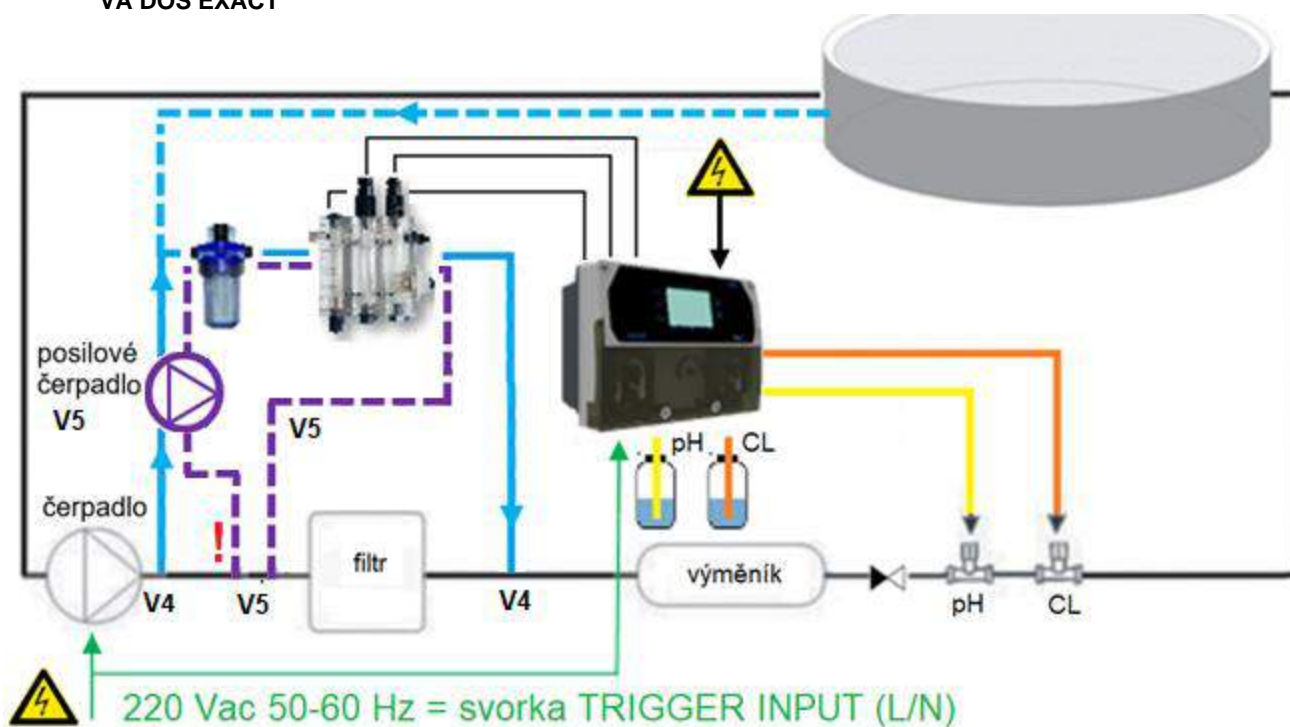 VA DOS EXACT
posilové
čerpadlo
V5
V5
pH
CL
čerpadlo
!
filtr
výměník
V4
V5
V4
pH
CL
220 Vac 50-60 Hz = svorka TRIGGER INPUT (L/N)